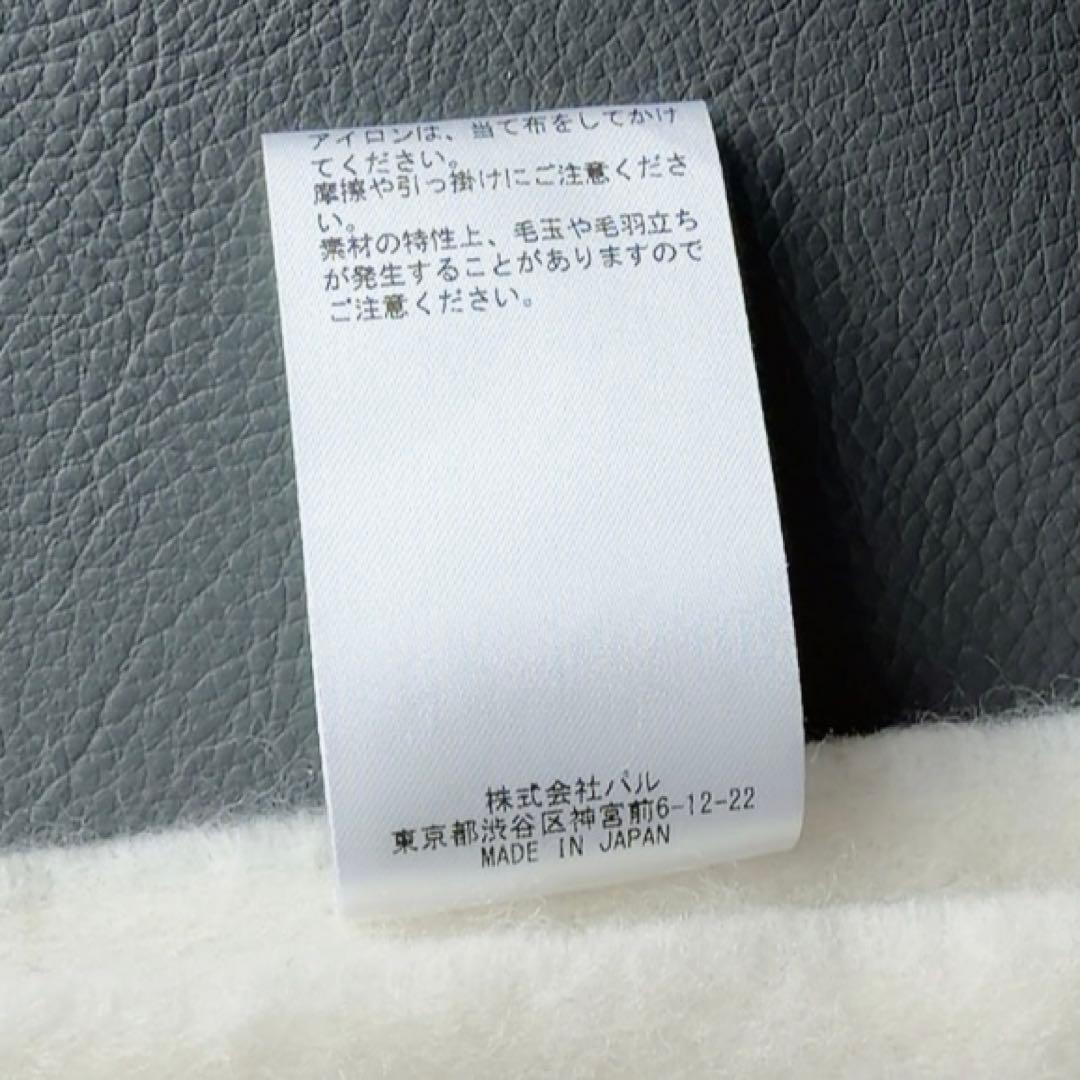 アイロンは、当て布をしてかけ
てください。
摩擦や引っ掛けにご注意くださ
い。
素材の特性上、毛玉や毛羽立ち
が発生することがありますので
ご注意ください。
株式会社パル
東京都渋谷区神宮前6-12-22
MADE IN JAPAN